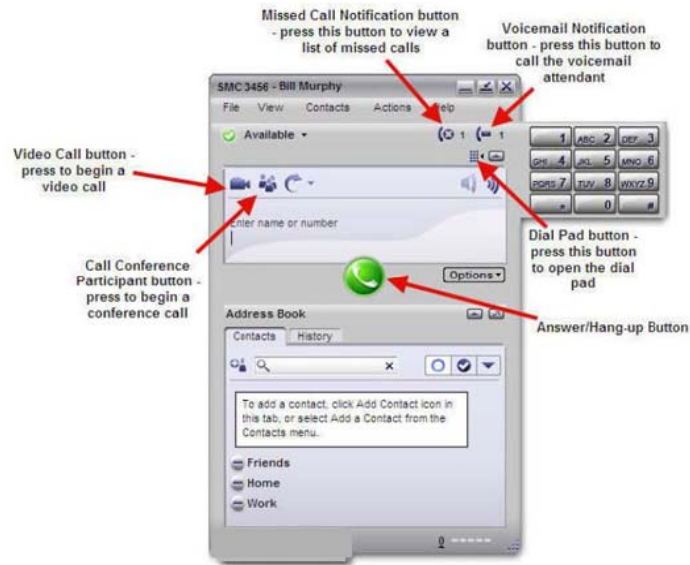 Missed Call Notification button
- press this button to view a
list of missed calls
Voicemail Notification
button - press this button to
call the voicemail
attendant
SMC 3456 - Bill Murphy
File View Contacts Actions Help
Available
1 1
1 ABC 2 DEF 3
GHI 4 JKL 5 MNO 6
PQRS 7 TUV 8 WXYZ 9
* 0 #
Video Call button -
press to begin a
video call
Enter name or number
Call Conference
Participant button -
press to begin a
conference call
Dial Pad button -
press this button
to open the dial
pad
Options
Answer/Hang-up Button
Address Book
Contacts History
To add a contact, click Add Contact icon in
this tab, or select Add a Contact from the
Contacts menu.
Friends
Home
Work
0 -----